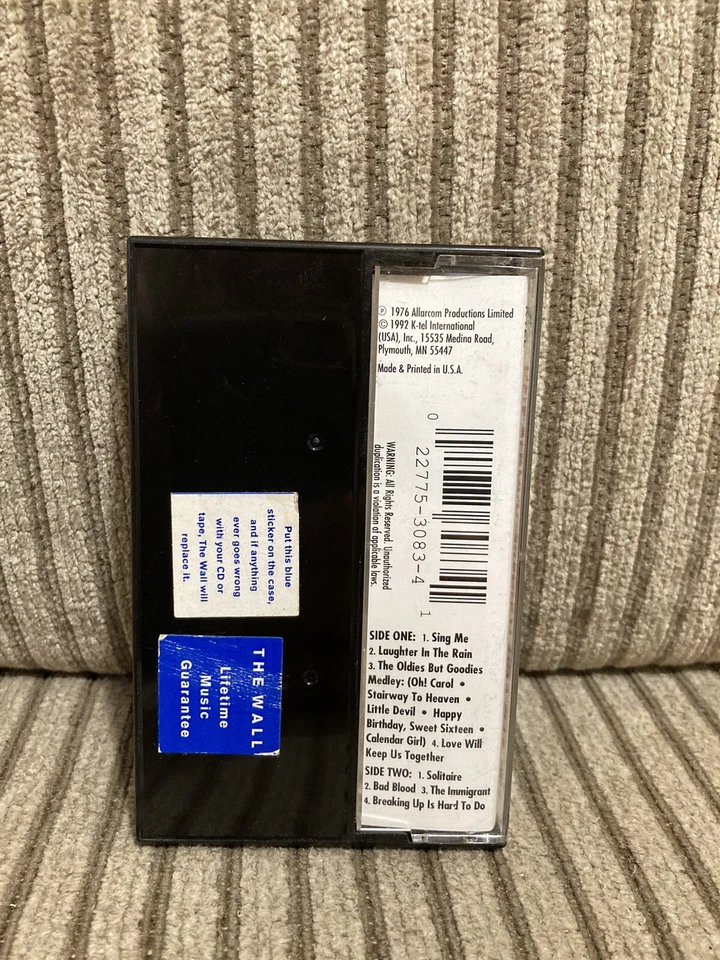 ℗ 1976 Allarcom Productions Limited
© 1992 K-tel International
(USA), Inc., 15535 Medina Road,
Plymouth, MN 55447
Made & Printed in U.S.A.
0 22775-3083-4 1
WARNING: All Rights Reserved. Unauthorized
duplication is a violation of applicable laws.
SIDE ONE: 1. Sing Me
2. Laughter In The Rain
3. The Oldies But Goodies
Medley: (Oh! Carol •
Stairway To Heaven •
Little Devil • Happy
Birthday, Sweet Sixteen •
Calendar Girl) 4. Love Will
Keep Us Together
SIDE TWO: 1. Solitaire
2. Bad Blood 3. The Immigrant
4. Breaking Up Is Hard To Do
Put this blue
sticker on the case,
and if anything
ever goes wrong
with your CD or
tape, The Wall will
replace it.
THE WALL
Lifetime
Music
Guarantee